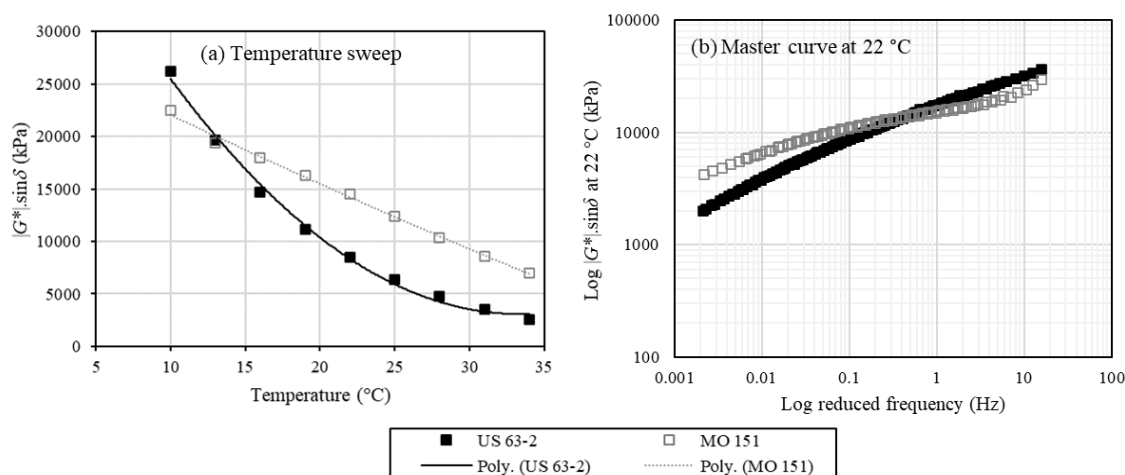 (a) Temperature sweep
|G*|.sinδ (kPa)
30000
25000
20000
15000
10000
5000
0
5 10 15 20 25 30 35
Temperature (°C)
(b) Master curve at 22 °C
Log |G*|.sinδ at 22 °C (kPa)
100000
10000
1000
100
0.001 0.01 0.1 1 10 100
Log reduced frequency (Hz)
US 63-2 MO 151
Poly. (US 63-2) Poly. (MO 151)